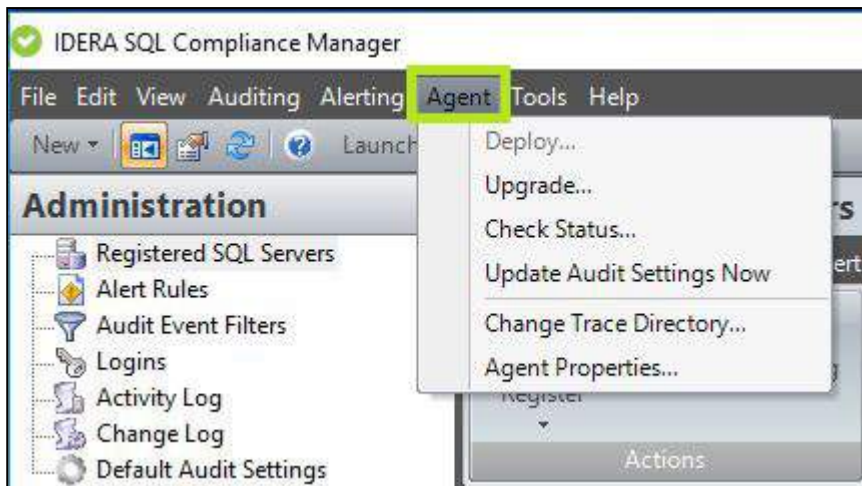 IDERA SQL Compliance Manager
File Edit View Auditing Alerting Agent Tools Help
New Launch
Deploy...
Upgrade...
Check Status...
Update Audit Settings Now
Change Trace Directory...
Agent Properties...
Administration
Registered SQL Servers
Alert Rules
Audit Event Filters
Logins
Activity Log
Change Log
Default Audit Settings
Register
Actions